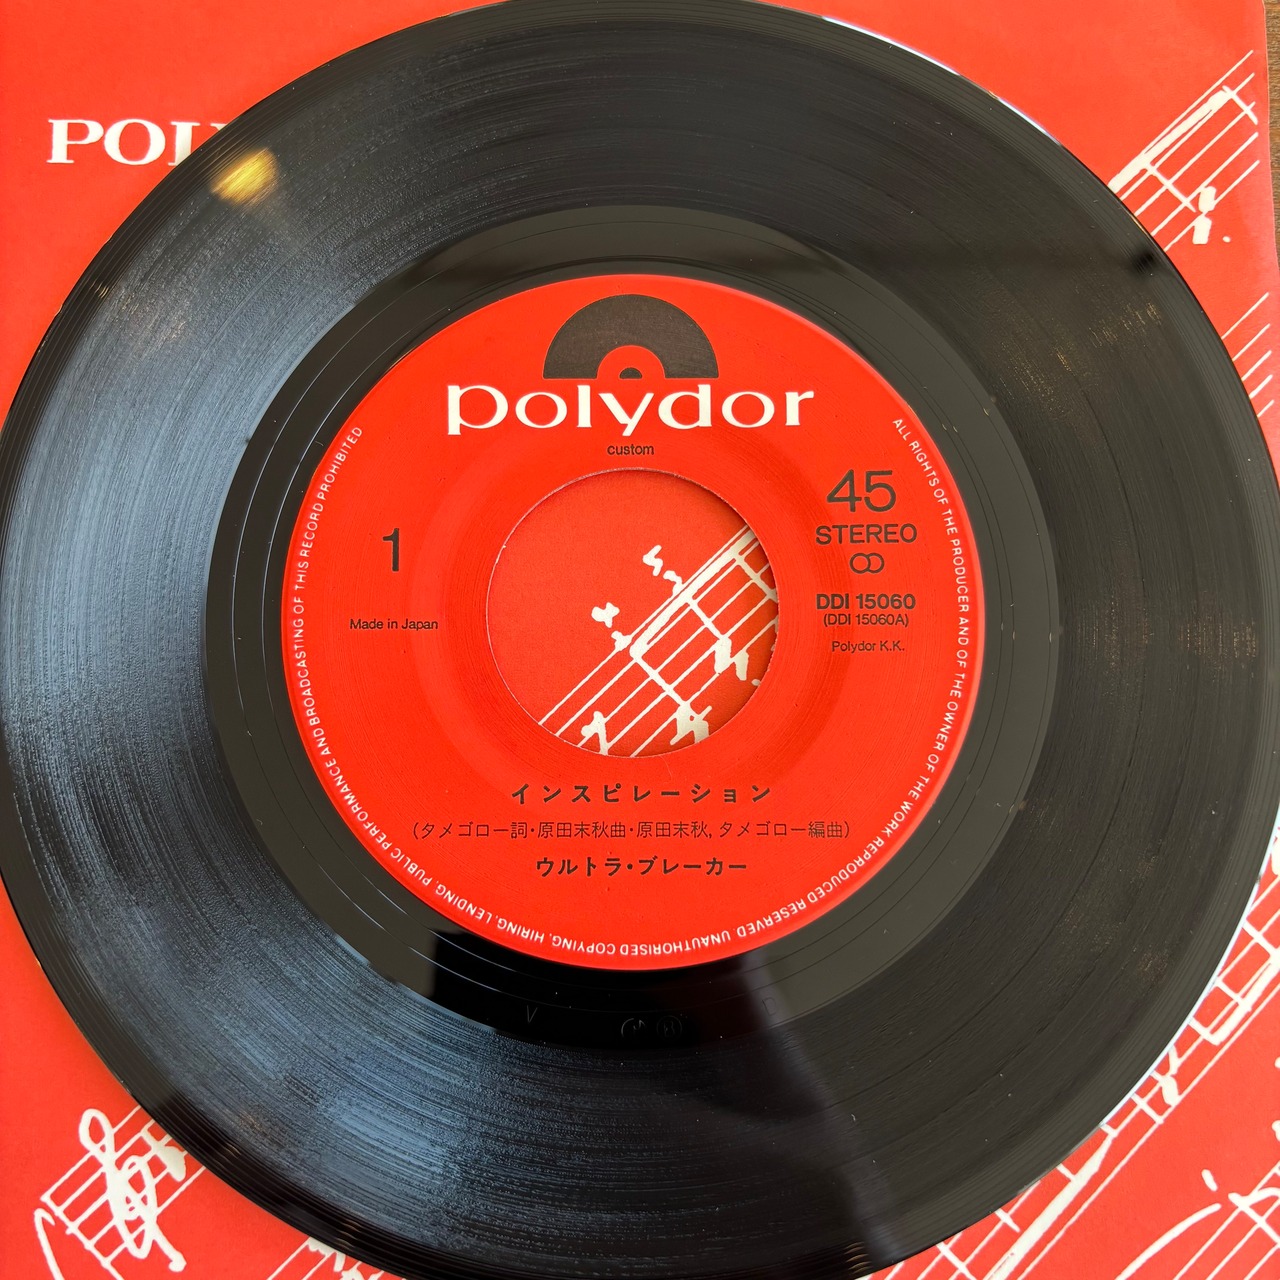 POLY
polydor
custom
45
STEREO
1
DDI 15060
(DDI 15060A)
Made in Japan
Polydor K.K.
インスピレーション
(タメゴロー詞・原田末秋曲・原田末秋, タメゴロー編曲)
ウルトラ・ブレーカー
ALL RIGHTS OF THE PRODUCER AND OF THE OWNER OF THE WORK REPRODUCED RESERVED UNAUTHORISED COPYING, HIRING, LENDING, PUBLIC PERFORMANCE AND BROADCASTING OF THIS RECORD PROHIBITED